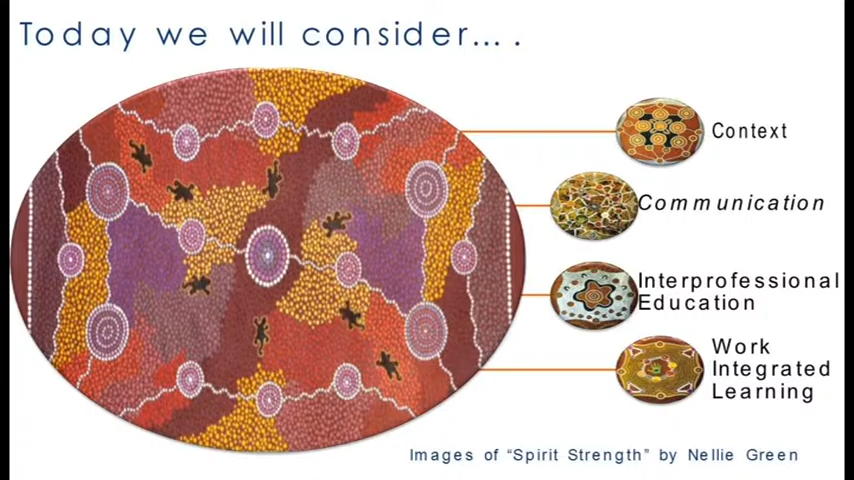 Today we will consider... .
Context
Communication
Interprofessional
Education
Work
Integrated
Learning
Images of “Spirit Strength” by Nellie Green